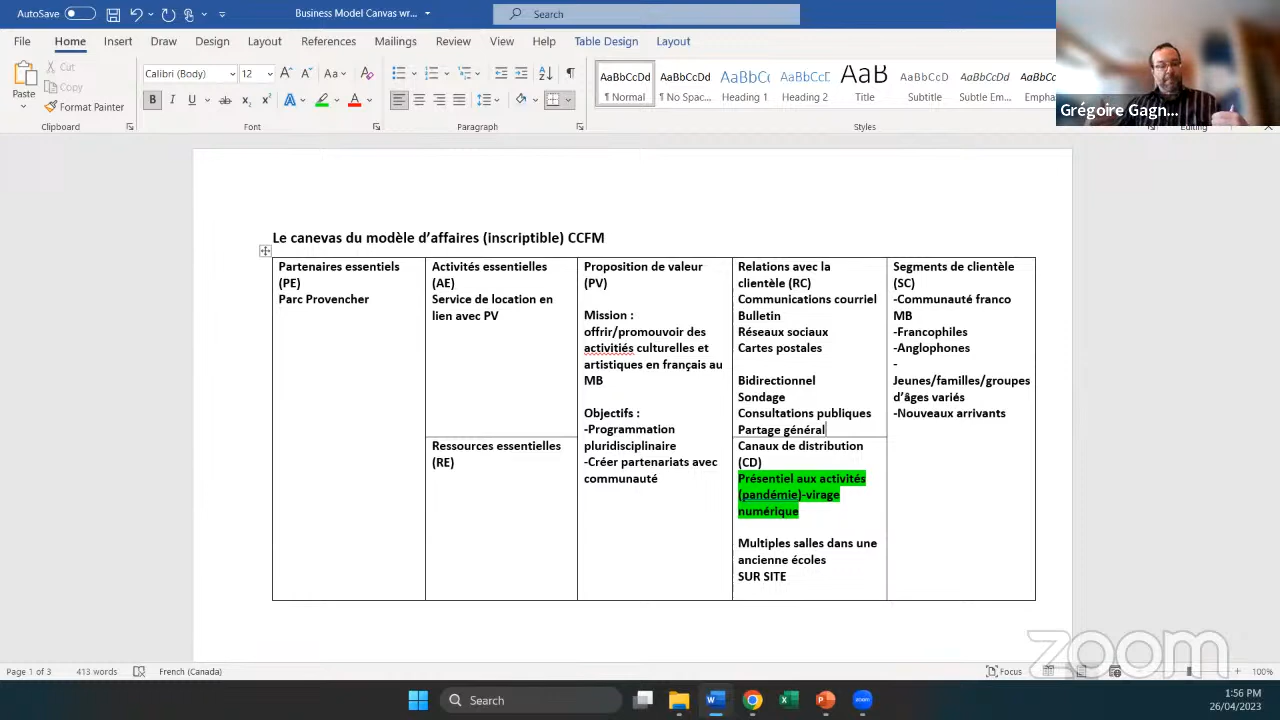 AutoSave
Business Model Canvas wr...
Search
File
Home
Insert
Draw
Design
Layout
References
Mailings
Review
View
Help
Table Design
Layout
Paste
Cut
Copy
Format Painter
Clipboard
Calibri (Body)
12
Font
Paragraph
AaBbCcDd
¶ Normal
AaBbCcDd
¶ No Spac...
AaBbCc
Heading 1
AaBbCcD
Heading 2
AaB
Title
AaBbCcD
Subtitle
AaBbCcDd
Subtle Em...
AaBbCcDd
Empha
Styles
Editing
Grégoire Gagn...
Le canevas du modèle d’affaires (inscriptible) CCFM
Partenaires essentiels
(PE)
Parc Provencher
Activités essentielles
(AE)
Service de location en
lien avec PV
Ressources essentielles
(RE)
Proposition de valeur
(PV)
Mission :
offrir/promouvoir des
activitiés culturelles et
artistiques en français au
MB
Objectifs :
-Programmation
pluridisciplinaire
-Créer partenariats avec
communauté
Relations avec la
clientèle (RC)
Communications courriel
Bulletin
Réseaux sociaux
Cartes postales
Bidirectionnel
Sondage
Consultations publiques
Partage général
Canaux de distribution
(CD)
Présentiel aux activités
(pandémie)-virage
numérique
Multiples salles dans une
ancienne écoles
SUR SITE
Segments de clientèle
(SC)
-Communauté franco
MB
-Francophiles
-Anglophones
-
Jeunes/familles/groupes
d’âges variés
-Nouveaux arrivants
zoom
Page 1 of 3
413 words
French (Canada)
Focus
100%
Search
1:56 PM
26/04/2023